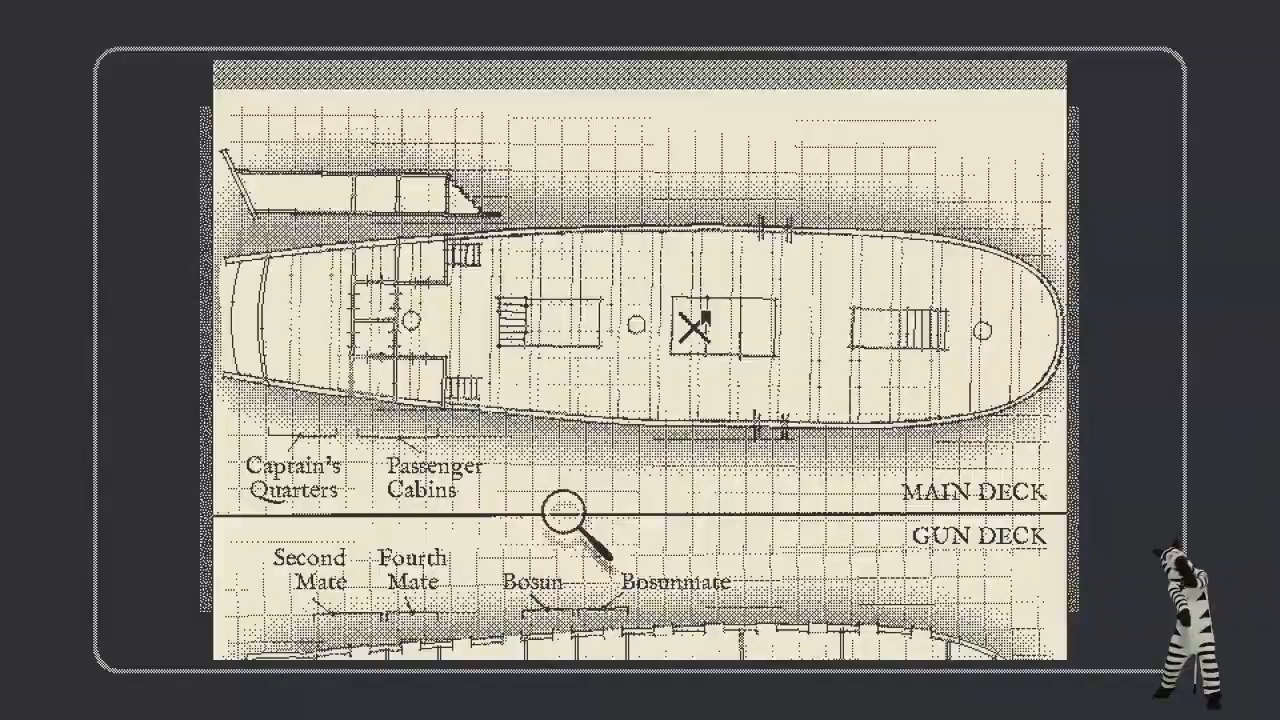 Captain's
Quarters
Passenger
Cabins
MAIN DECK
GUN DECK
Second
Mate
Fourth
Mate
Bosun
Bosunmate